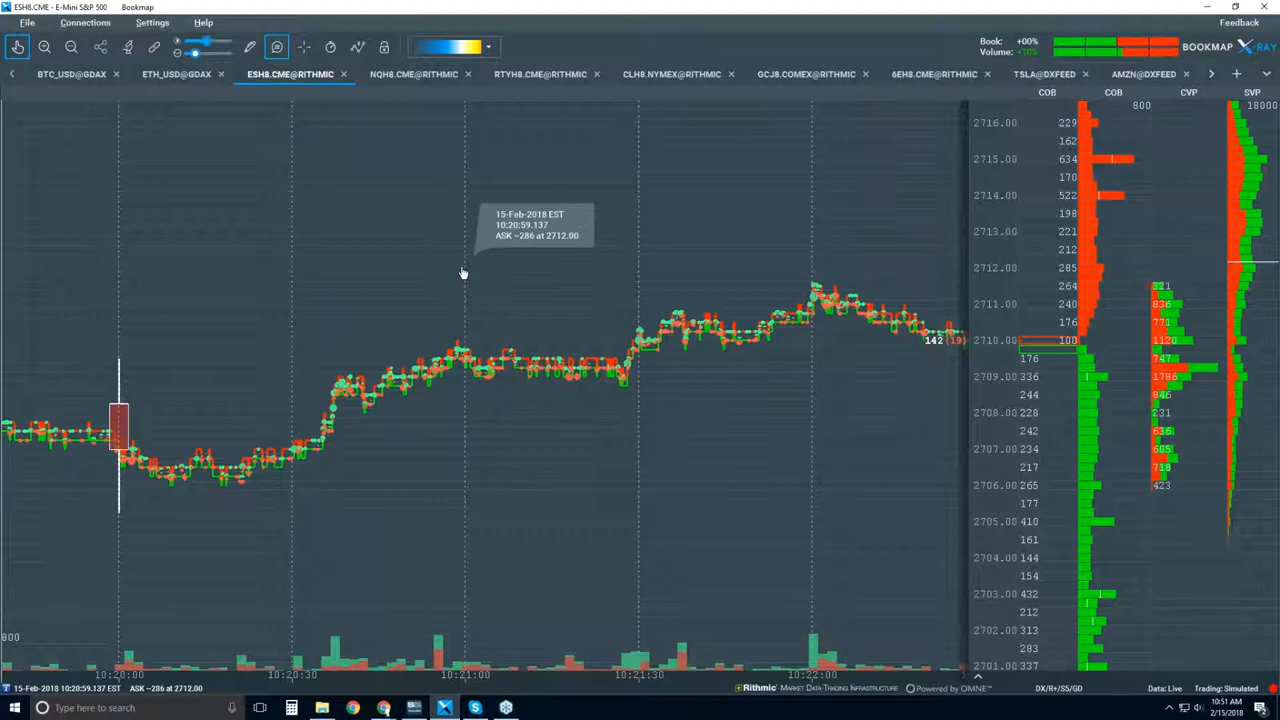 ESH8.CME - E-Mini S&P 500 Bookmap
File Connections Settings Help Feedback
Book: +00%
Volume: +10%
BOOKMAP X-RAY
BTC_USD@GDAX ETH_USD@GDAX ESH8.CME@RITHMIC NQH8.CME@RITHMIC RTYH8.CME@RITHMIC CLH8.NYMEX@RITHMIC GCJ8.COMEX@RITHMIC 6EH8.CME@RITHMIC TSLA@DXFEED AMZN@DXFEED
COB COB CVP SVP
800 18000
2716.00 229
162
2715.00 634
170
2714.00 522
198
2713.00 221
212
2712.00 285
264 321
2711.00 240 836
176 771
142(19) 2710.00 100 1120
176 747
2709.00 336 1786
244 846
2708.00 228 231
242 636
2707.00 234 605
217 718
2706.00 265 423
177
2705.00 410
161
2704.00 144
154
2703.00 432
212
2702.00 313
283
2701.00 337
15-Feb-2018 EST
10:20:59.137
ASK ~286 at 2712.00
800
10:20:00 10:20:30 10:21:00 10:21:30 10:22:00
15-Feb-2018 10:20:59.137 EST ASK ~286 at 2712.00
Rithmic - MARKET DATA-TRADING INFRASTRUCTURE Powered by OMNE™
DX/R+/S5/GD Data: Live Trading: Simulated
Type here to search
10:51 AM
2/15/2018
2